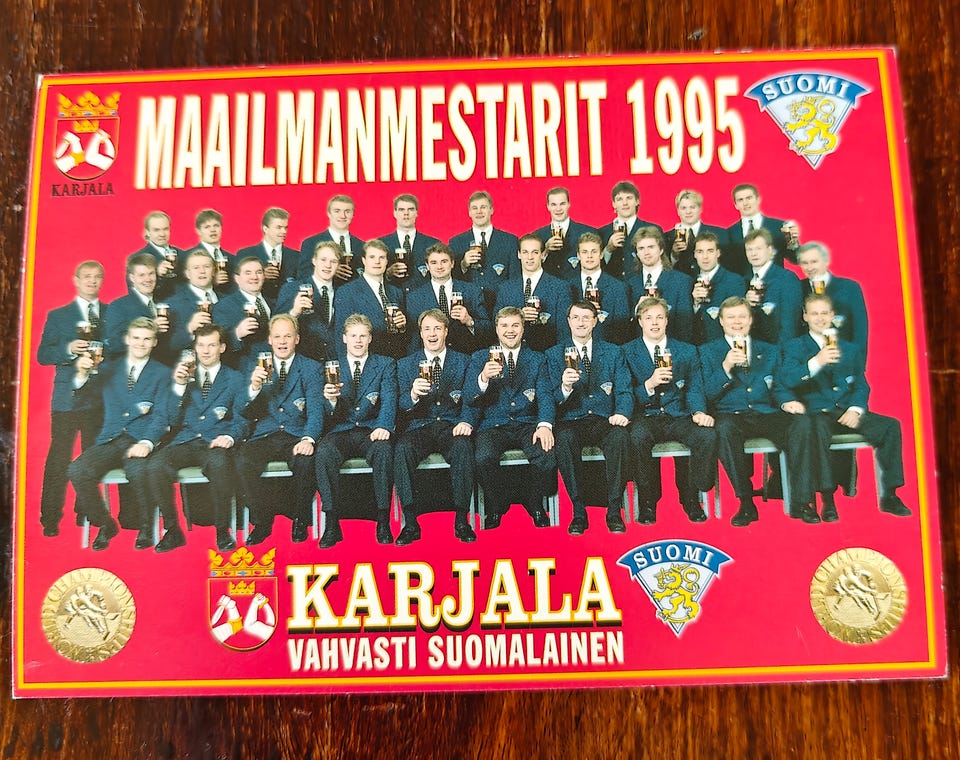 MAAILMANMESTARIT 1995
SUOMI
KARJALA
KARJALA
SUOMI
VAHVASTI SUOMALAINEN